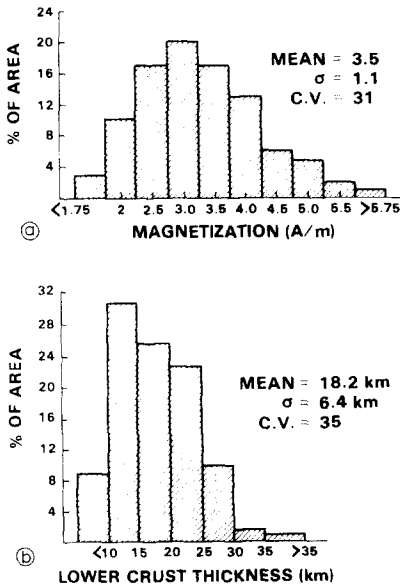 24
20
16
12
8
4
% OF AREA
MEAN = 3.5
σ = 1.1
C.V. = 31
<1.75 2 2.5 3.0 3.5 4.0 4.5 5.0 5.5 >5.75
MAGNETIZATION (A/m)
a
32
28
24
20
16
12
8
4
% OF AREA
MEAN = 18.2 km
σ = 6.4 km
C.V. = 35
<10 15 20 25 30 35 >35
LOWER CRUST THICKNESS (km)
b